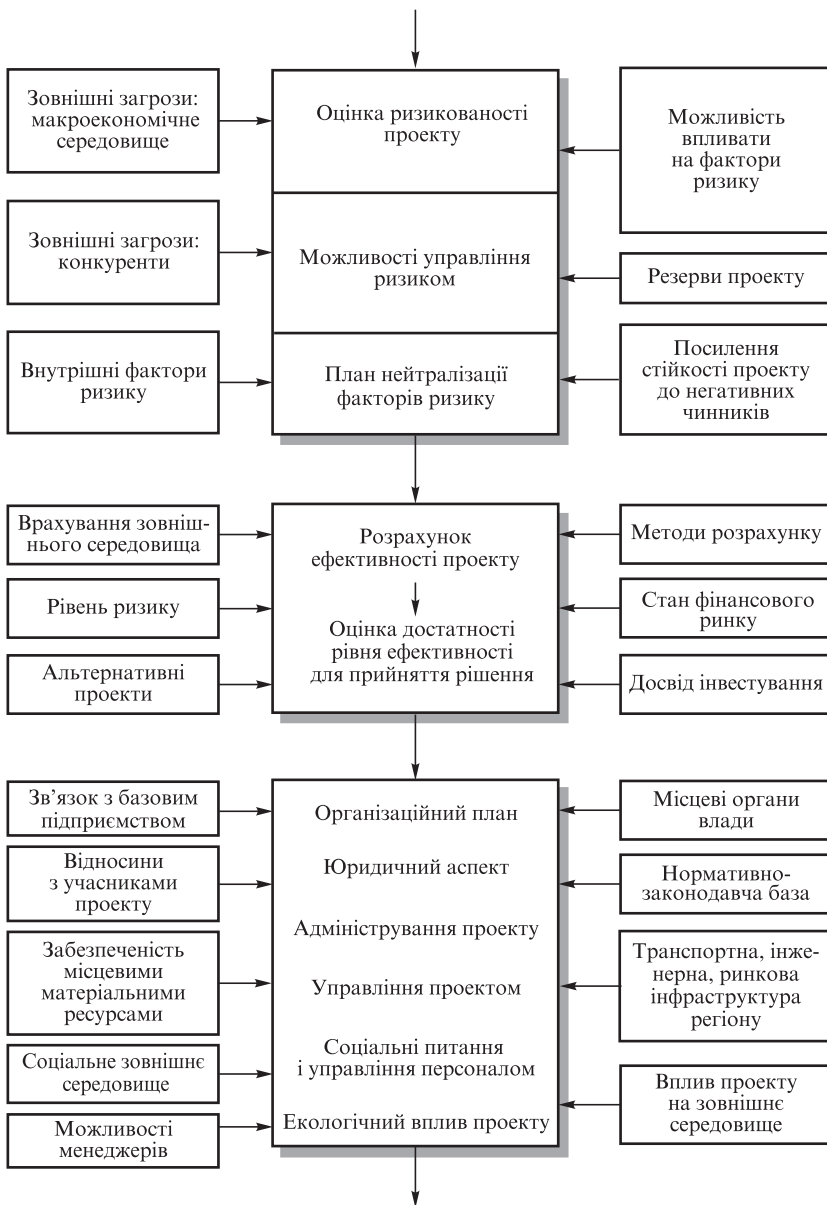 Зовнішні загрози:
макроекономічне
середовище
Оцінка ризикованості
проекту
Можливість
впливати
на фактори
ризику
Зовнішні загрози:
конкуренти
Можливості управління
ризиком
Резерви проекту
Внутрішні фактори
ризику
План нейтралізації
факторів ризику
Посилення
стійкості проекту
до негативних
чинників
Врахування зовніш-
нього середовища
Розрахунок
ефективності проекту
Методи розрахунку
Рівень ризику
Стан фінансового
ринку
Альтернативні
проекти
Оцінка достатності
рівня ефективності
для прийняття рішення
Досвід інвестування
Зв’язок з базовим
підприємством
Організаційний план
Місцеві органи
влади
Відносини
з учасниками
проекту
Юридичний аспект
Нормативно-
законодавча база
Адміністрування проекту
Забезпеченість
місцевими
матеріальними
ресурсами
Управління проектом
Транспортна, інже-
нерна, ринкова
інфраструктура
регіону
Соціальне зовнішнє
середовище
Соціальні питання
і управління персоналом
Вплив проекту
на зовнішнє
середовище
Можливості
менеджерів
Екологічний вплив проекту